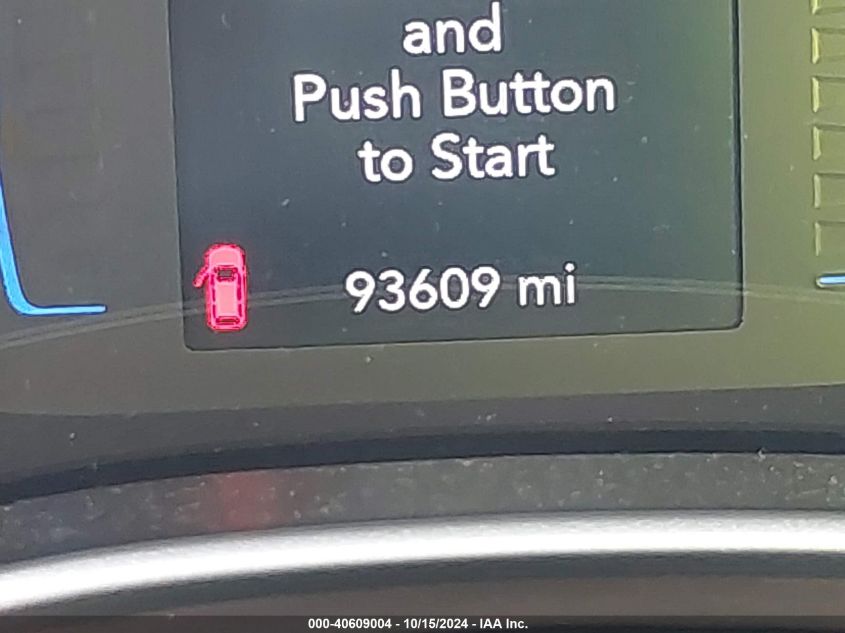 and
Push Button
to Start
93609 mi
000-40609004 - 10/15/2024 - IAA Inc.